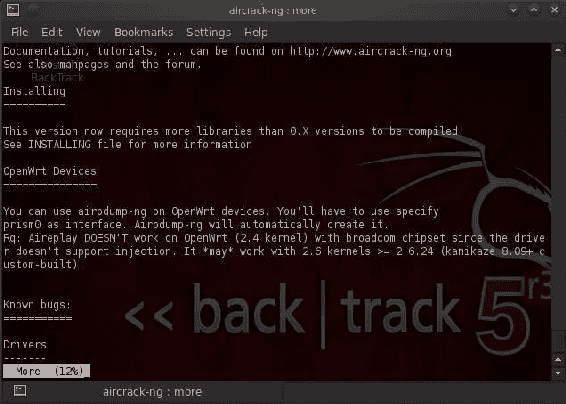 aircrack-ng : more
File Edit View Bookmarks Settings Help
Documentation, tutorials, ... can be found on http://www.aircrack-ng.org
See also manpages and the forum.
BackTrack
Installing
==========
This version now requires more libraries than 0.X versions to be compiled
See INSTALLING file for more information
OpenWrt Devices
===============
You can use airodump-ng on OpenWrt devices. You'll have to use specify
prism0 as interface. Airodump-ng will automatically create it.
Rq: Aireplay DOESN'T work on OpenWrt (2.4 kernel) with broadcom chipset since the drive
r doesn't support injection. It *may* work with 2.6 kernels >= 2.6.24 (kamikaze 8.09+ c
ustom-built)
Known bugs:
===========
Drivers
-------
<< back | track 5 r3
More (12%)
aircrack-ng : more